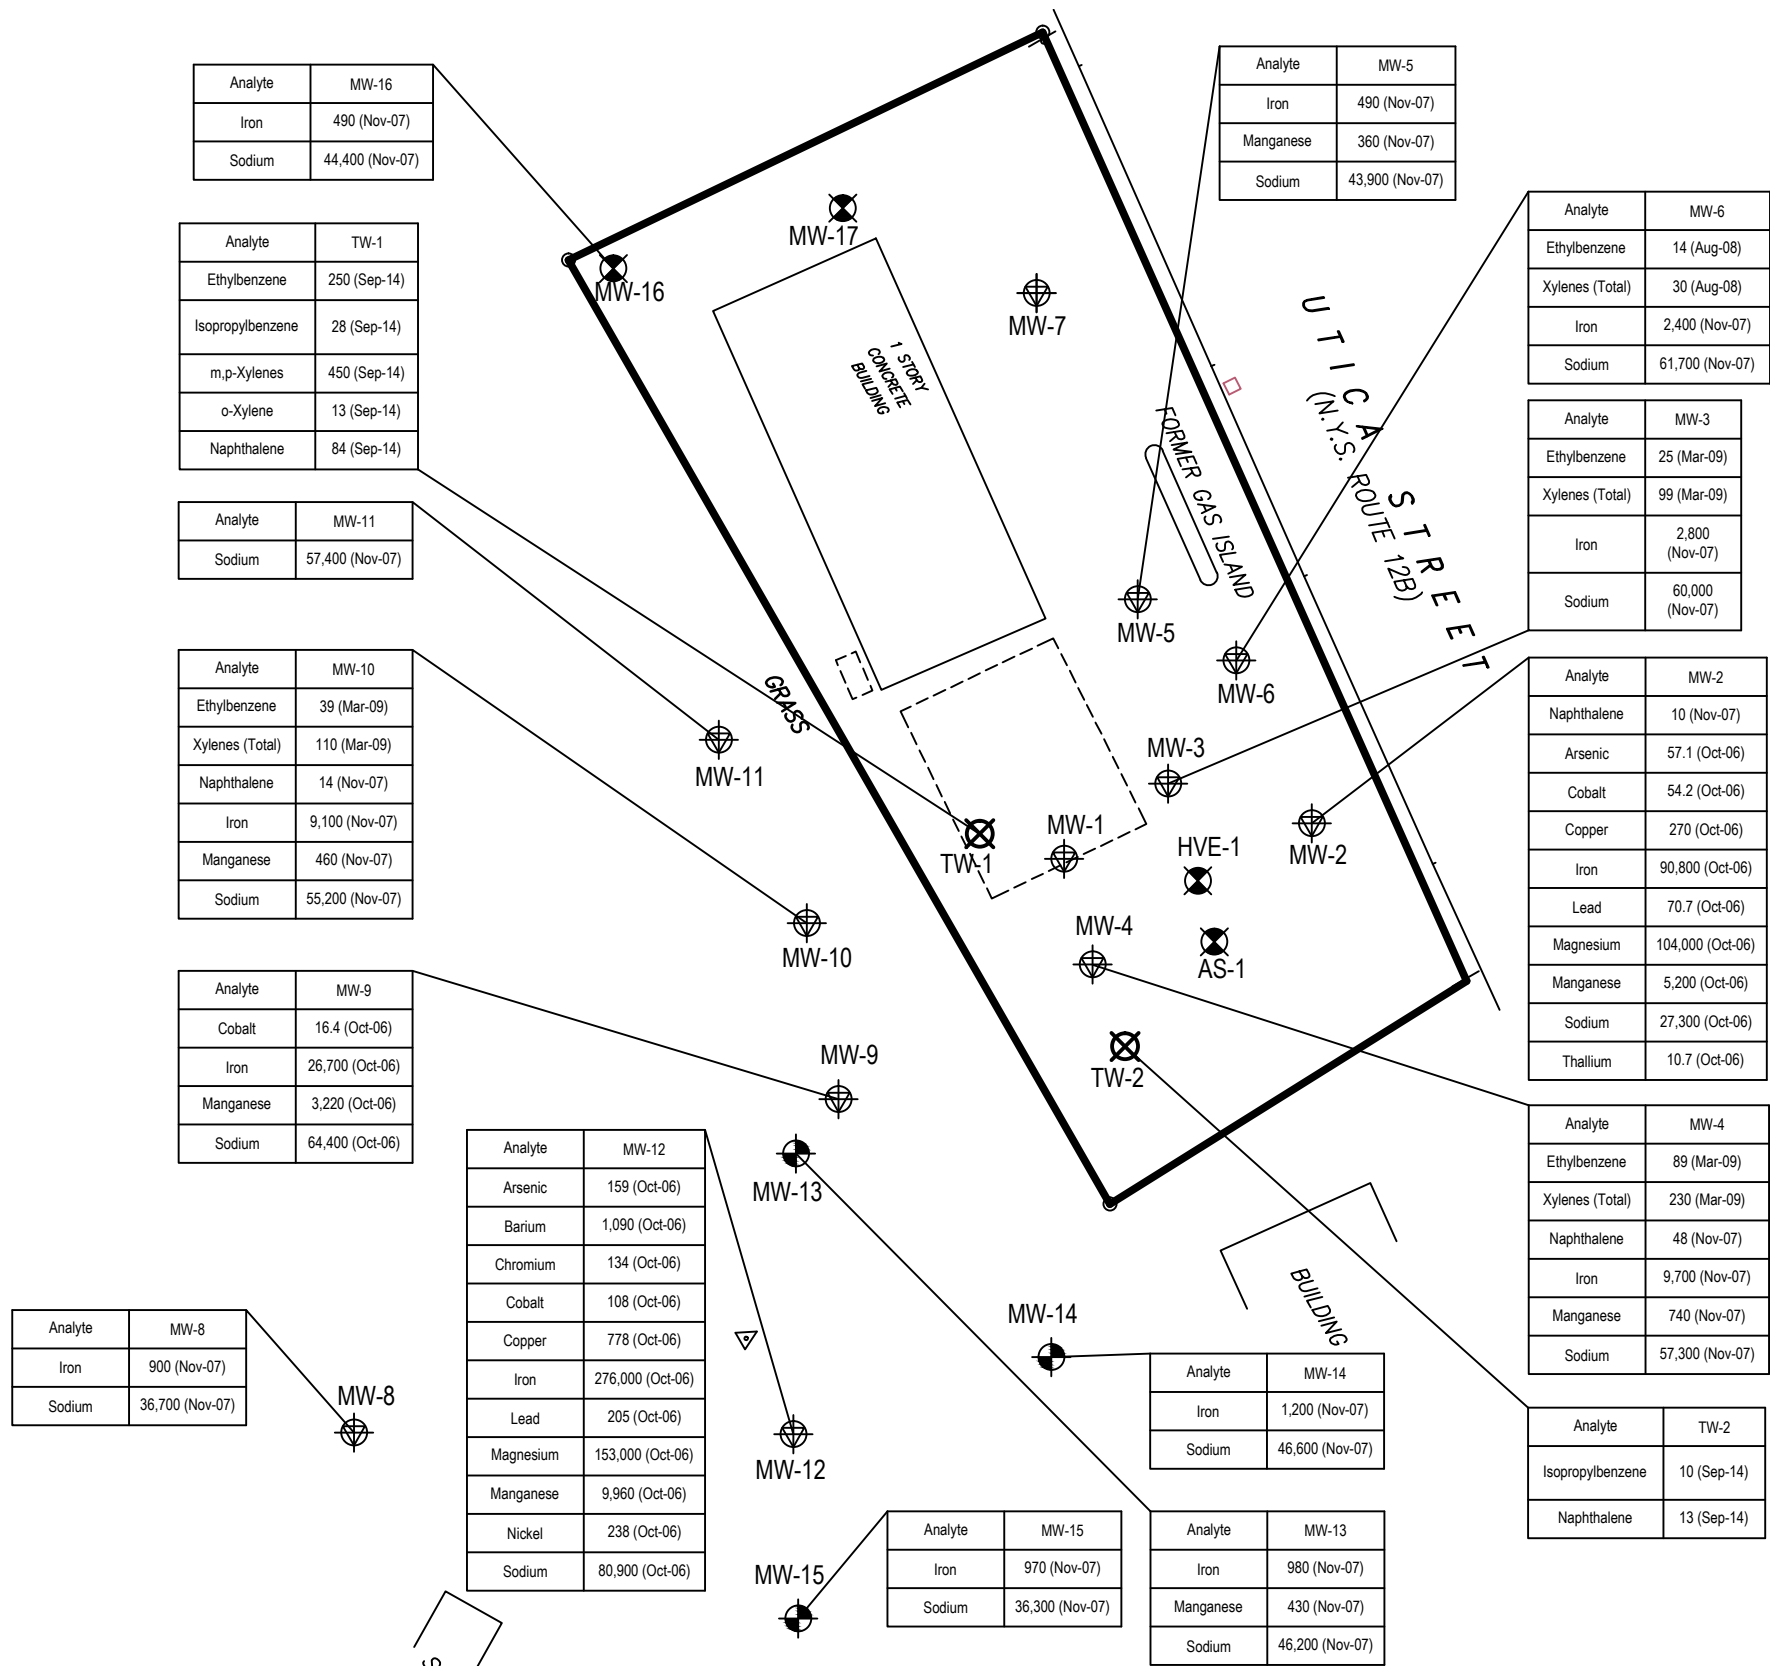 Analyte MW-16
Iron 490 (Nov-07)
Sodium 44,400 (Nov-07)
Analyte TW-1
Ethylbenzene 250 (Sep-14)
Isopropylbenzene 28 (Sep-14)
m,p-Xylenes 450 (Sep-14)
o-Xylene 13 (Sep-14)
Naphthalene 84 (Sep-14)
Analyte MW-11
Sodium 57,400 (Nov-07)
Analyte MW-10
Ethylbenzene 39 (Mar-09)
Xylenes (Total) 110 (Mar-09)
Naphthalene 14 (Nov-07)
Iron 9,100 (Nov-07)
Manganese 460 (Nov-07)
Sodium 55,200 (Nov-07)
Analyte MW-9
Cobalt 16.4 (Oct-06)
Iron 26,700 (Oct-06)
Manganese 3,220 (Oct-06)
Sodium 64,400 (Oct-06)
Analyte MW-8
Iron 900 (Nov-07)
Sodium 36,700 (Nov-07)
Analyte MW-12
Arsenic 159 (Oct-06)
Barium 1,090 (Oct-06)
Chromium 134 (Oct-06)
Cobalt 108 (Oct-06)
Copper 778 (Oct-06)
Iron 276,000 (Oct-06)
Lead 205 (Oct-06)
Magnesium 153,000 (Oct-06)
Manganese 9,960 (Oct-06)
Nickel 238 (Oct-06)
Sodium 80,900 (Oct-06)
MW-17
MW-16
MW-7
1 STORY
CONCRETE
BUILDING
FORMER GAS ISLAND
UTICA STREET
(N.Y.S. ROUTE 12B)
MW-5
MW-6
GRASS
MW-11
MW-3
MW-1
TW-1
HVE-1
MW-2
MW-10
MW-4
AS-1
MW-9
TW-2
MW-13
BUILDING
MW-14
MW-8
MW-12
MW-15
S
Analyte MW-5
Iron 490 (Nov-07)
Manganese 360 (Nov-07)
Sodium 43,900 (Nov-07)
Analyte MW-6
Ethylbenzene 14 (Aug-08)
Xylenes (Total) 30 (Aug-08)
Iron 2,400 (Nov-07)
Sodium 61,700 (Nov-07)
Analyte MW-3
Ethylbenzene 25 (Mar-09)
Xylenes (Total) 99 (Mar-09)
Iron 2,800
(Nov-07)
Sodium 60,000
(Nov-07)
Analyte MW-2
Naphthalene 10 (Nov-07)
Arsenic 57.1 (Oct-06)
Cobalt 54.2 (Oct-06)
Copper 270 (Oct-06)
Iron 90,800 (Oct-06)
Lead 70.7 (Oct-06)
Magnesium 104,000 (Oct-06)
Manganese 5,200 (Oct-06)
Sodium 27,300 (Oct-06)
Thallium 10.7 (Oct-06)
Analyte MW-4
Ethylbenzene 89 (Mar-09)
Xylenes (Total) 230 (Mar-09)
Naphthalene 48 (Nov-07)
Iron 9,700 (Nov-07)
Manganese 740 (Nov-07)
Sodium 57,300 (Nov-07)
Analyte MW-14
Iron 1,200 (Nov-07)
Sodium 46,600 (Nov-07)
Analyte TW-2
Isopropylbenzene 10 (Sep-14)
Naphthalene 13 (Sep-14)
Analyte MW-15
Iron 970 (Nov-07)
Sodium 36,300 (Nov-07)
Analyte MW-13
Iron 980 (Nov-07)
Manganese 430 (Nov-07)
Sodium 46,200 (Nov-07)